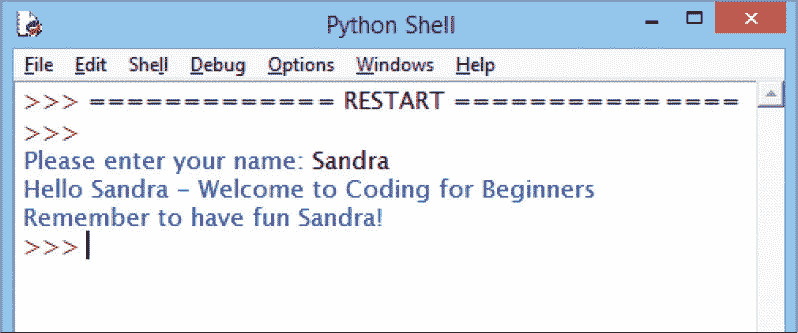 Python Shell
File Edit Shell Debug Options Windows Help
>>> ============= RESTART ===============
>>>
Please enter your name: Sandra
Hello Sandra - Welcome to Coding for Beginners
Remember to have fun Sandra!
>>>